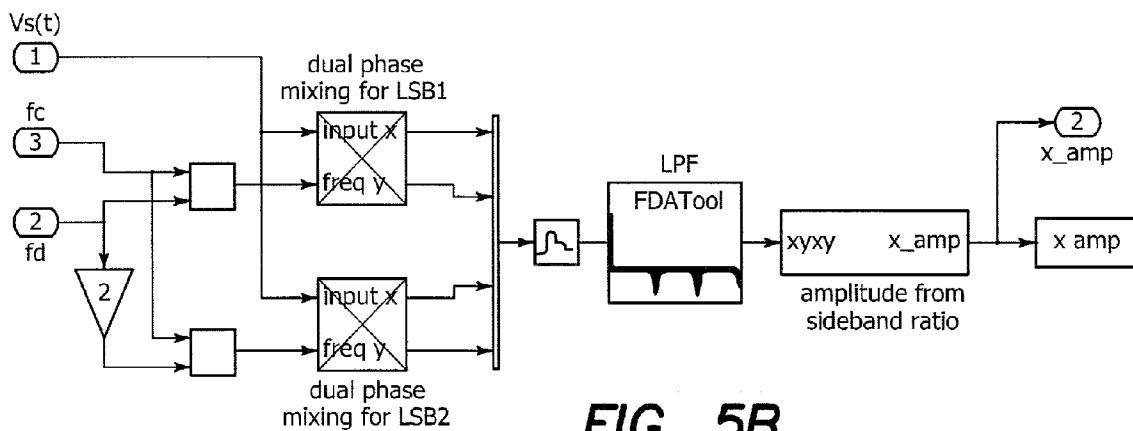 Vs(t)
1
fc
3
2
fd
2
dual phase
mixing for LSB1
input x
freq y
input x
freq y
dual phase
mixing for LSB2
LPF
FDATool
xyxy x_amp
amplitude from
sideband ratio
2
x_amp
x amp
FIG. 5B